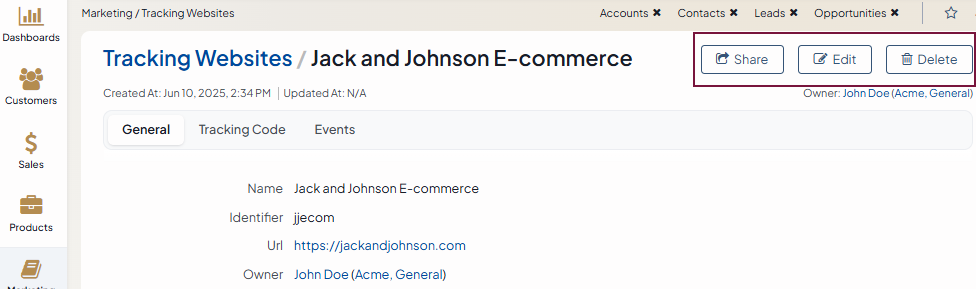 Marketing / Tracking Websites
Accounts ✖ Contacts ✖ Leads ✖ Opportunities ✖
Dashboards
Customers
Sales
Products
Tracking Websites / Jack and Johnson E-commerce
Share Edit Delete
Created At: Jun 10, 2025, 2:34 PM | Updated At: N/A
Owner: John Doe (Acme, General)
General Tracking Code Events
Name Jack and Johnson E-commerce
Identifier jjecom
Url https://jackandjohnson.com
Owner John Doe (Acme, General)